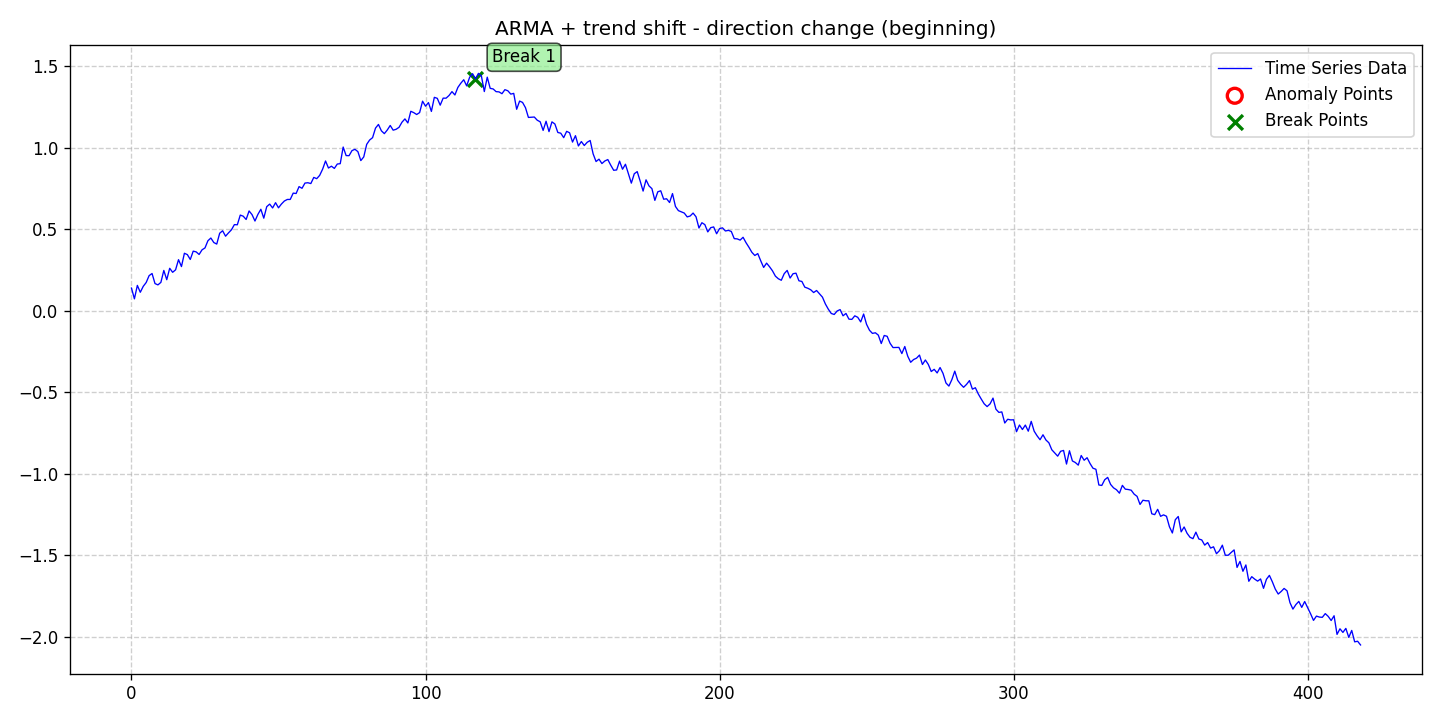 ARMA + trend shift - direction change (beginning)
Break 1
Time Series Data
Anomaly Points
Break Points
1.5
1.0
0.5
0.0
−0.5
−1.0
−1.5
−2.0
0 100 200 300 400